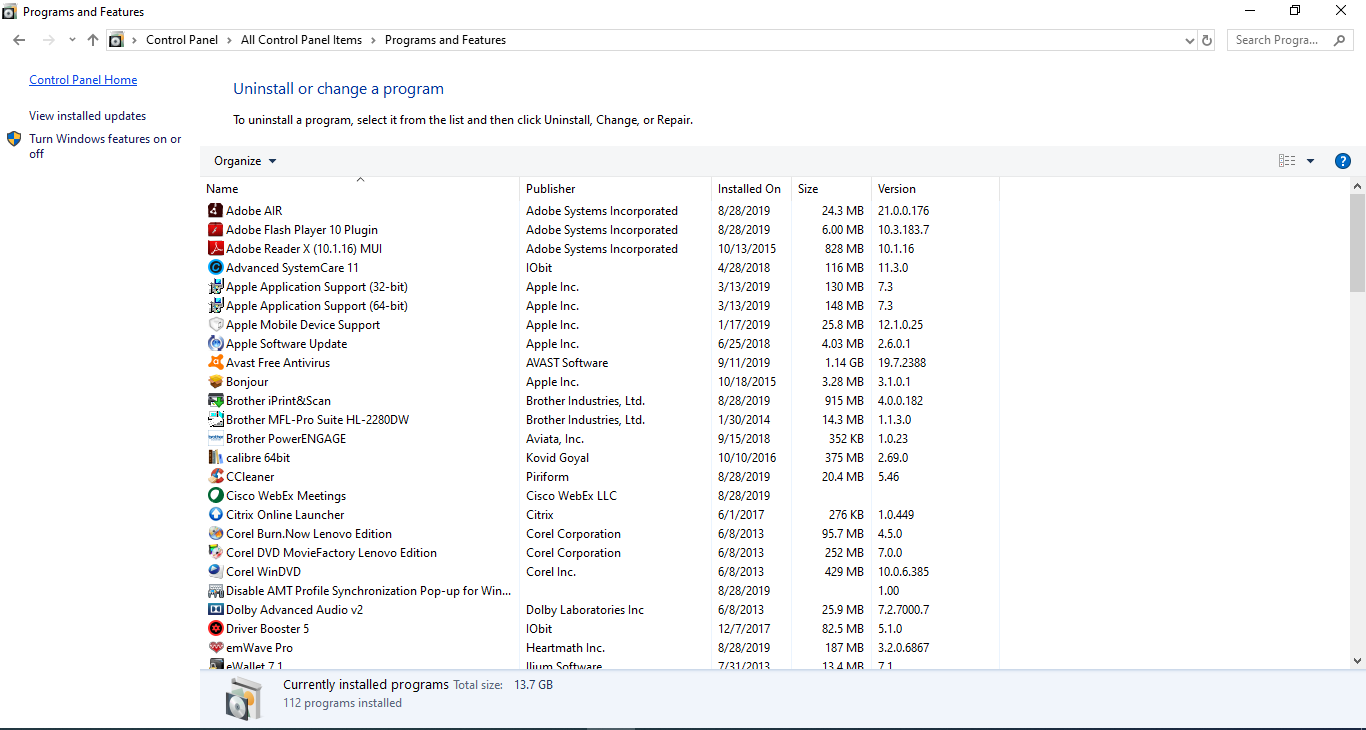 Programs and Features
Control Panel > All Control Panel Items > Programs and Features
Search Progra...
Control Panel Home
View installed updates
Turn Windows features on or
off
Uninstall or change a program
To uninstall a program, select it from the list and then click Uninstall, Change, or Repair.
Organize
Name Publisher Installed On Size Version
Adobe AIR Adobe Systems Incorporated 8/28/2019 24.3 MB 21.0.0.176
Adobe Flash Player 10 Plugin Adobe Systems Incorporated 8/28/2019 6.00 MB 10.3.183.7
Adobe Reader X (10.1.16) MUI Adobe Systems Incorporated 10/13/2015 828 MB 10.1.16
Advanced SystemCare 11 IObit 4/28/2018 116 MB 11.3.0
Apple Application Support (32-bit) Apple Inc. 3/13/2019 130 MB 7.3
Apple Application Support (64-bit) Apple Inc. 3/13/2019 148 MB 7.3
Apple Mobile Device Support Apple Inc. 1/17/2019 25.8 MB 12.1.0.25
Apple Software Update Apple Inc. 6/25/2018 4.03 MB 2.6.0.1
Avast Free Antivirus AVAST Software 9/11/2019 1.14 GB 19.7.2388
Bonjour Apple Inc. 10/18/2015 3.28 MB 3.1.0.1
Brother iPrint&Scan Brother Industries, Ltd. 8/28/2019 915 MB 4.0.0.182
Brother MFL-Pro Suite HL-2280DW Brother Industries, Ltd. 1/30/2014 14.3 MB 1.1.3.0
Brother PowerENGAGE Aviata, Inc. 9/15/2018 352 KB 1.0.23
calibre 64bit Kovid Goyal 10/10/2016 375 MB 2.69.0
CCleaner Piriform 8/28/2019 20.4 MB 5.46
Cisco WebEx Meetings Cisco WebEx LLC 8/28/2019
Citrix Online Launcher Citrix 6/1/2017 276 KB 1.0.449
Corel Burn.Now Lenovo Edition Corel Corporation 6/8/2013 95.7 MB 4.5.0
Corel DVD MovieFactory Lenovo Edition Corel Corporation 6/8/2013 252 MB 7.0.0
Corel WinDVD Corel Inc. 6/8/2013 429 MB 10.0.6.385
Disable AMT Profile Synchronization Pop-up for Win... 8/28/2019 1.00
Dolby Advanced Audio v2 Dolby Laboratories Inc 6/8/2013 25.9 MB 7.2.7000.7
Driver Booster 5 IObit 12/7/2017 82.5 MB 5.1.0
emWave Pro Heartmath Inc. 8/28/2019 187 MB 3.2.0.6867
eWallet 7.1 Ilium Software 7/31/2013 13.4 MB 7.1
Currently installed programs Total size: 13.7 GB
112 programs installed